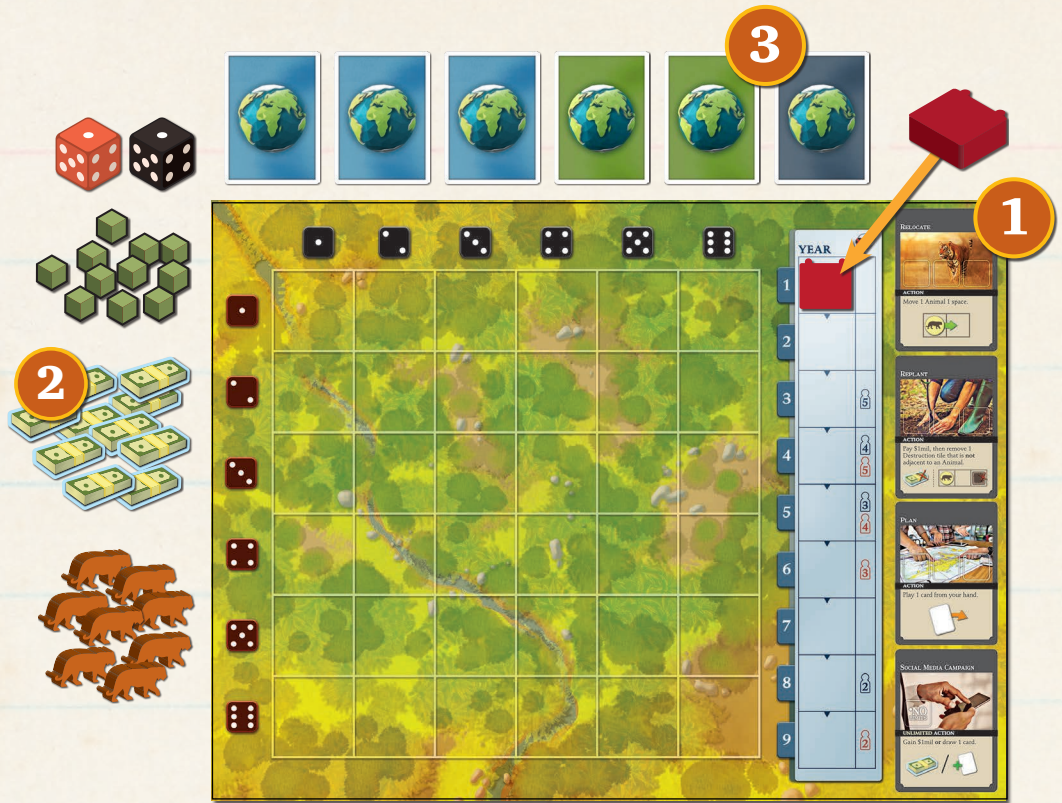 3
1
2
YEAR
1
2
3
4
5
6
7
8
9
5
4
5
3
4
3
2
2
RELOCATE
ACTION
Move 1 Animal 1 space.
REPLANT
ACTION
Pay $1mil, then remove 1
Destruction tile that is not
adjacent to an Animal.
PLAN
ACTION
Play 1 card from your hand.
SOCIAL MEDIA CAMPAIGN
NO
UNLIMITED ACTION
Gain $1mil or draw 1 card.
/